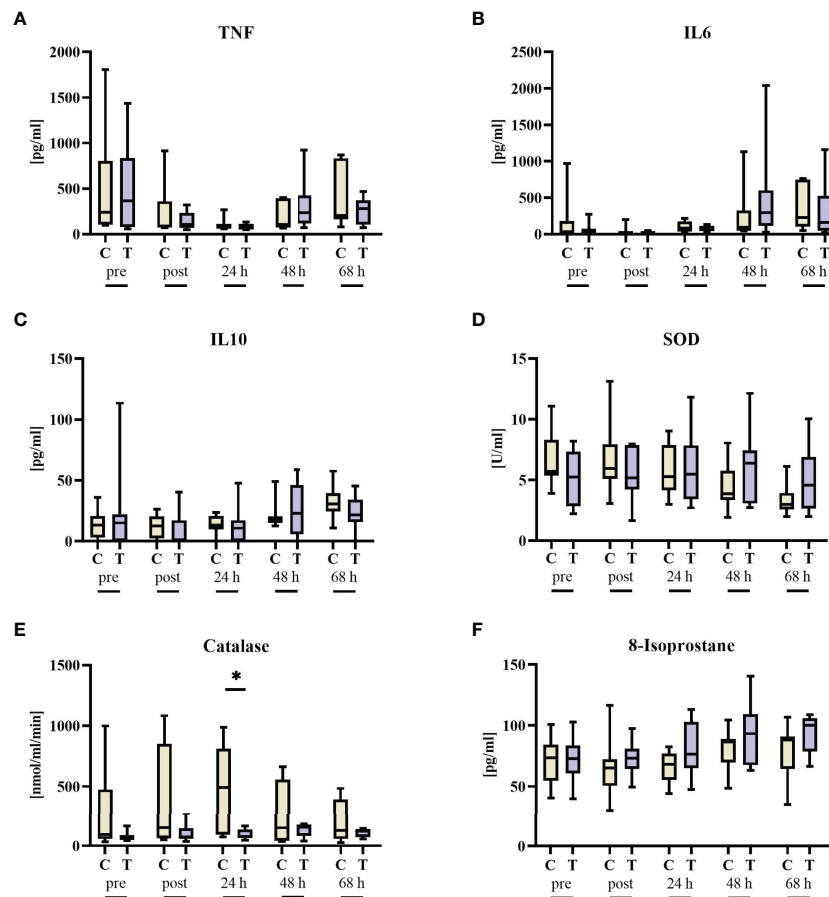 A
TNF
2000
1500
1000
500
0
[pg/ml]
C T C T C T C T C T
pre post 24 h 48 h 68 h
B
IL6
2500
2000
1500
1000
500
0
[pg/ml]
C T C T C T C T C T
pre post 24 h 48 h 68 h
C
IL10
150
100
50
0
[pg/ml]
C T C T C T C T C T
pre post 24 h 48 h 68 h
D
SOD
15
10
5
0
[U/ml]
C T C T C T C T C T
pre post 24 h 48 h 68 h
E
Catalase
1500
1000
500
0
[nmol/ml/min]
*
C T C T C T C T C T
pre post 24 h 48 h 68 h
F
8-Isoprostane
150
100
50
0
[pg/ml]
C T C T C T C T C T
pre post 24 h 48 h 68 h